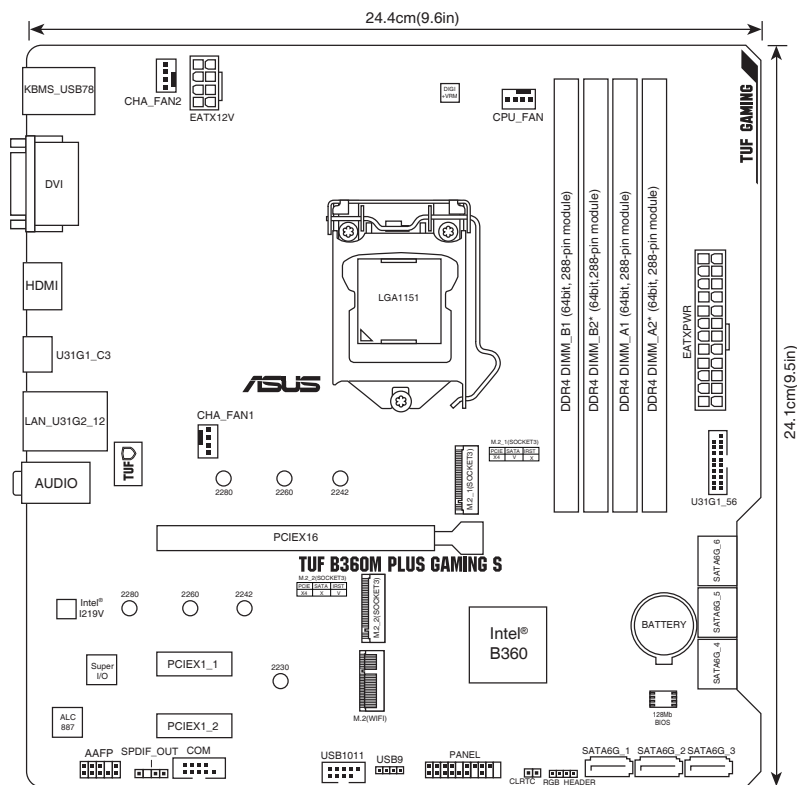 24.4cm(9.6in)
KBMS_USB78
CHA_FAN2
EATX12V
DIGI
+VRM
CPU_FAN
TUF GAMING
DVI
DDR4 DIMM_B1 (64bit, 288-pin module)
DDR4 DIMM_B2* (64bit,288-pin module)
DDR4 DIMM_A1 (64bit, 288-pin module)
DDR4 DIMM_A2* (64bit, 288-pin module)
HDMI
LGA1151
EATXPWR
24.1cm(9.5in)
U31G1_C3
ASUS
LAN_U31G2_12
CHA_FAN1
TUF
M.2_1(SOCKET3)
PCIE SATA IRST
X4 V X
M.2_1(SOCKET3)
AUDIO
2280 2260 2242
U31G1_56
PCIEX16
TUF B360M PLUS GAMING S
M.2_2(SOCKET3)
PCIE SATA IRST
X4 X V
M.2_2(SOCKET3)
SATA6G_6
SATA6G_5
SATA6G_4
Intel®
I219V
2280 2260 2242
Intel®
B360
BATTERY
Super
I/O
PCIEX1_1
2230
M.2(WIFI)
128Mb
BIOS
ALC
887
PCIEX1_2
AAFP
SPDIF_OUT
COM
USB1011
USB9
PANEL
CLRTC
RGB_HEADER
SATA6G_1
SATA6G_2
SATA6G_3